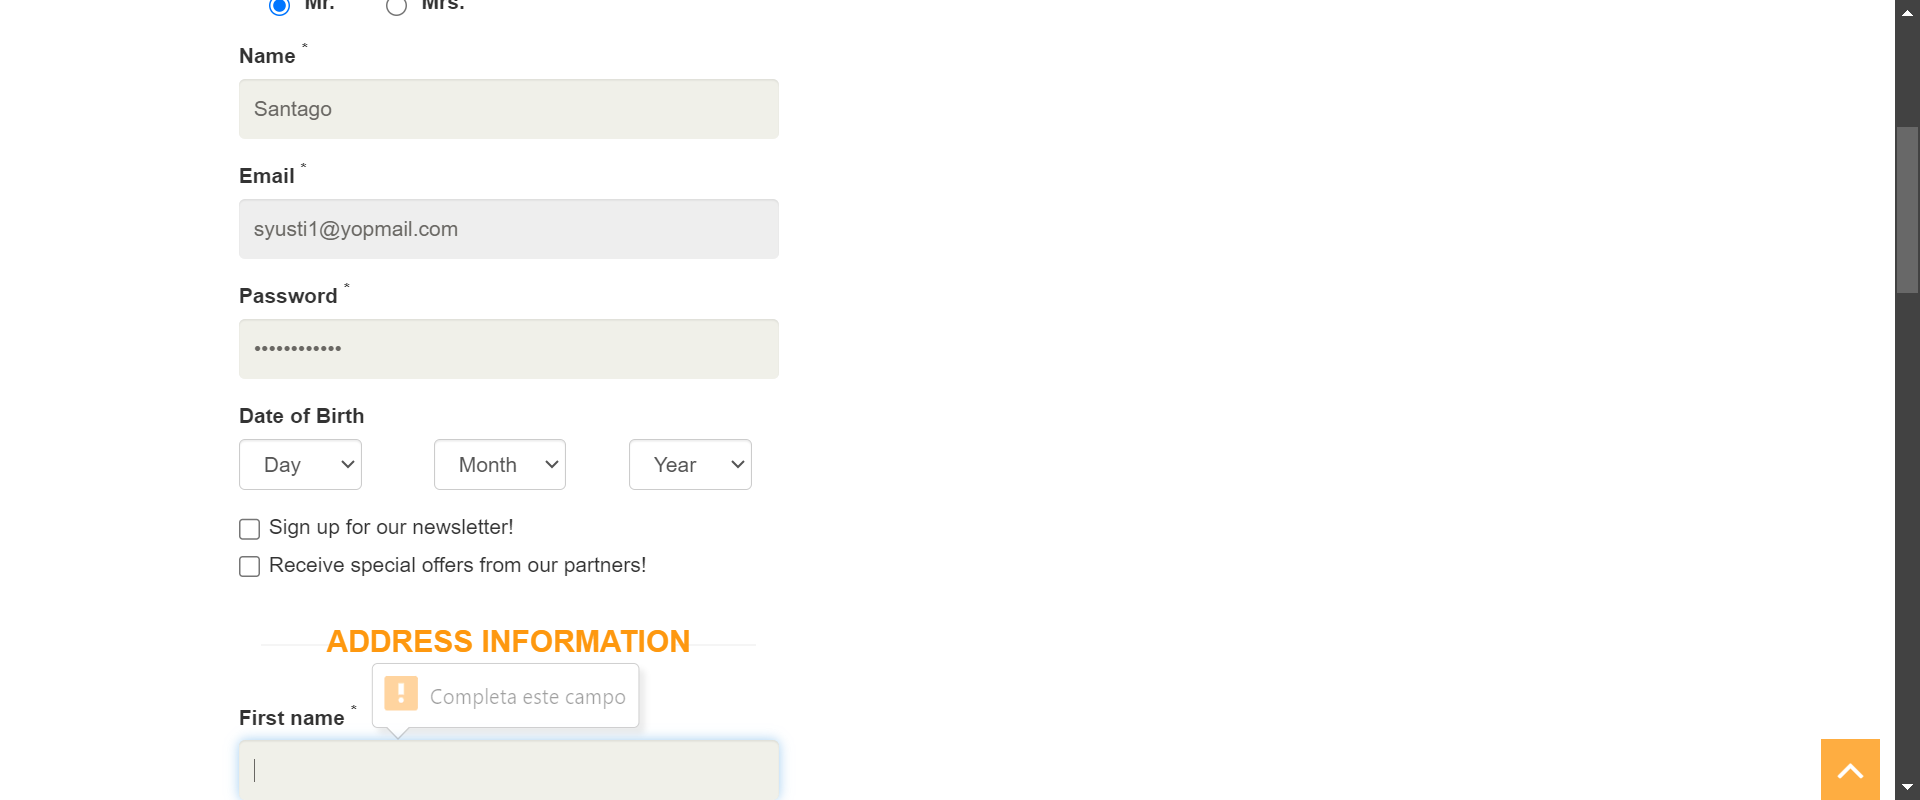 Mr. Mrs.
Name *
Santago
Email *
syusti1@yopmail.com
Password *
••••••••••••
Date of Birth
Day Month Year
Sign up for our newsletter!
Receive special offers from our partners!
ADDRESS INFORMATION
Completa este campo
First name *